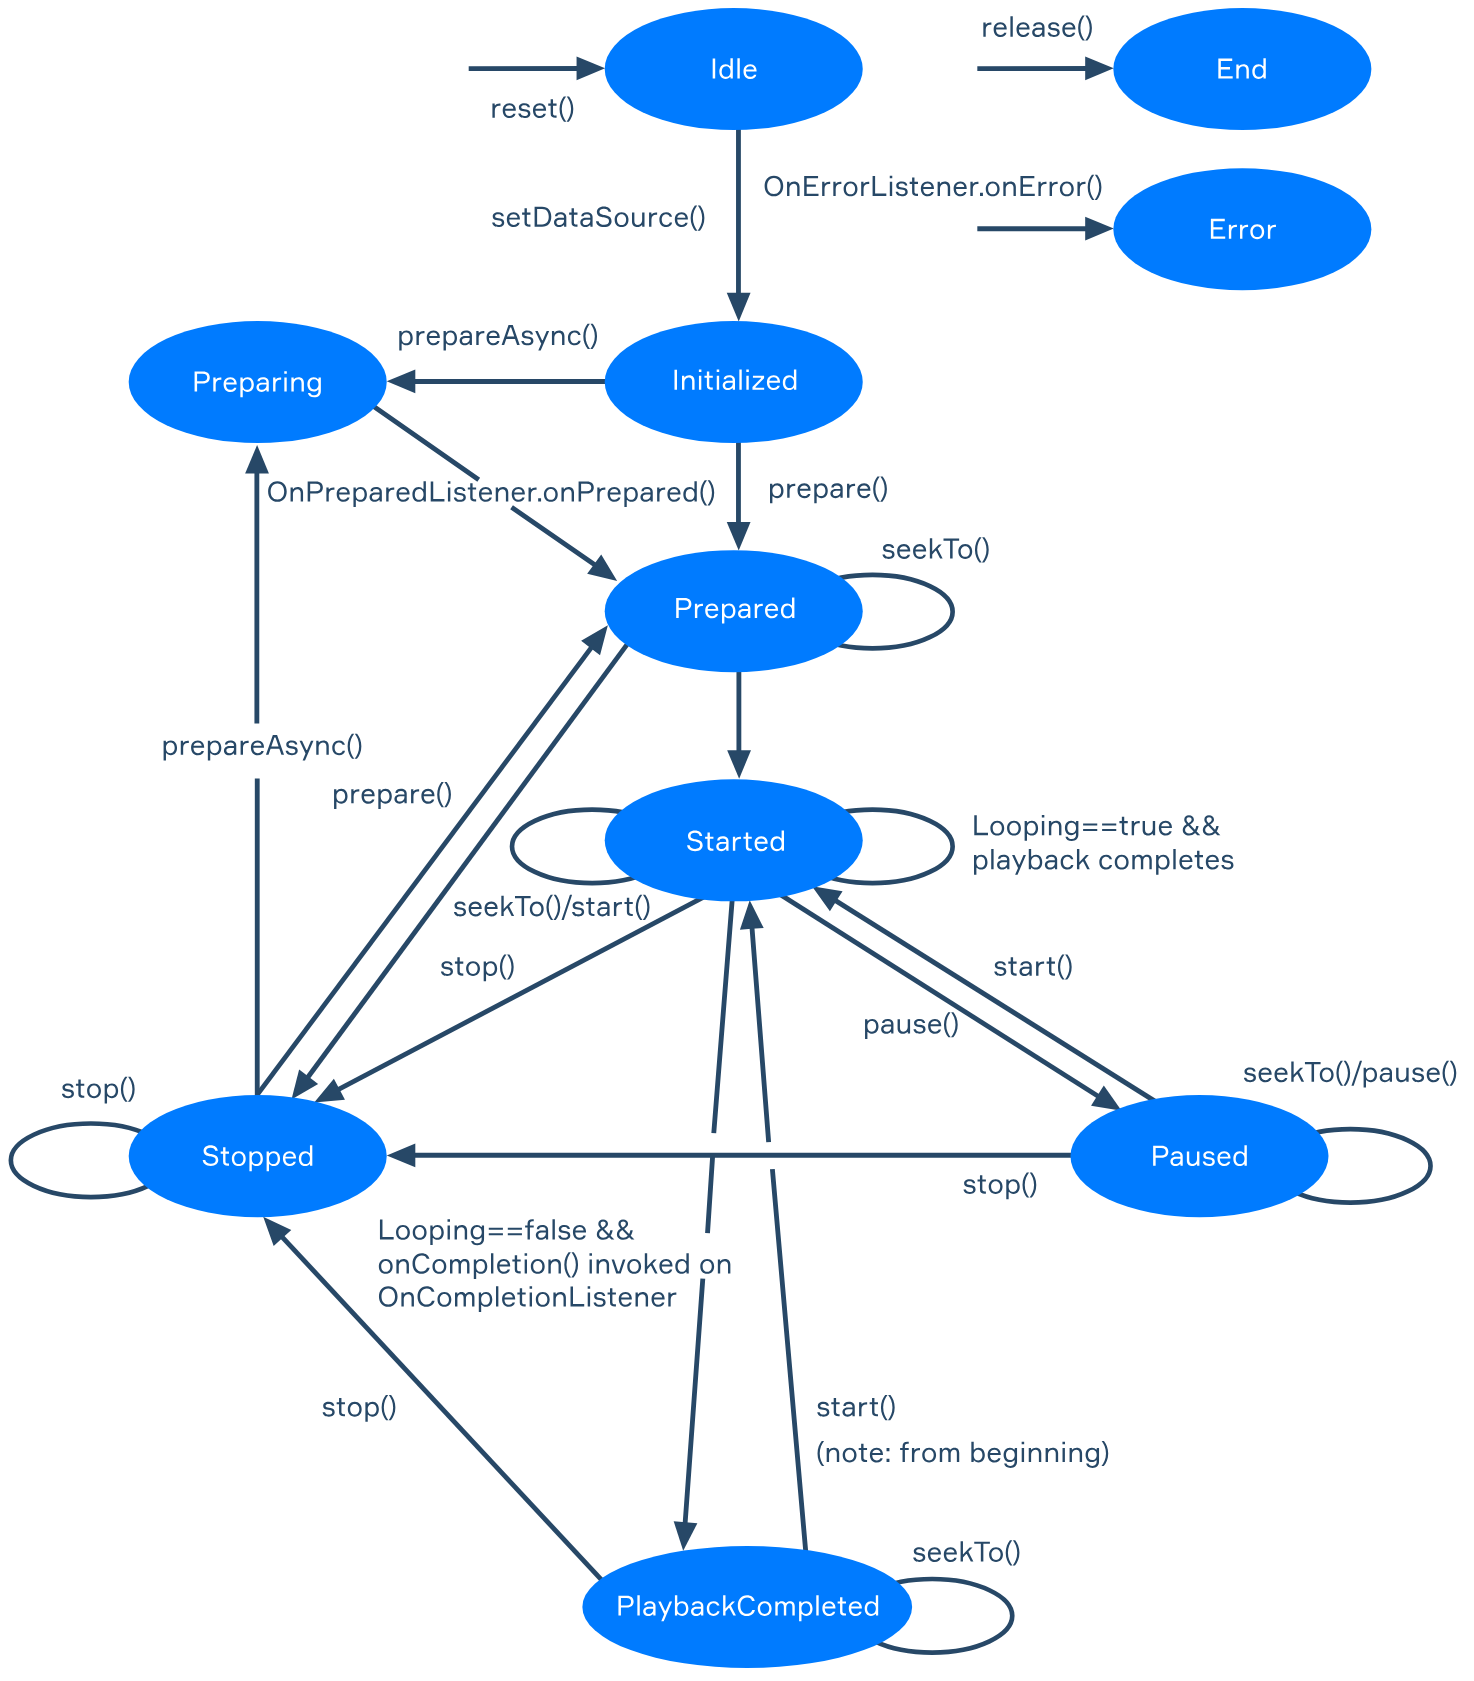 release()
Idle
End
reset()
OnErrorListener.onError()
setDataSource()
Error
prepareAsync()
Preparing
Initialized
OnPreparedListener.onPrepared()
prepare()
seekTo()
Prepared
prepareAsync()
prepare()
Started
Looping==true &&
playback completes
seekTo()/start()
stop()
start()
pause()
seekTo()/pause()
stop()
Stopped
Paused
stop()
Looping==false &&
onCompletion() invoked on
OnCompletionListener
stop()
start()
(note: from beginning)
seekTo()
PlaybackCompleted